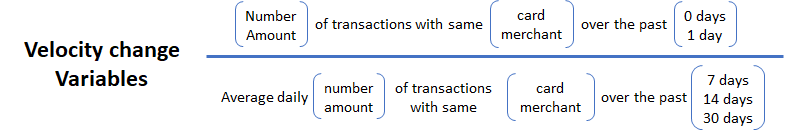 Velocity change
Variables
Number
Amount
of transactions with same
card
merchant
over the past
0 days
1 day
Average daily
number
amount
of transactions
with same
card
merchant
over the past
7 days
14 days
30 days